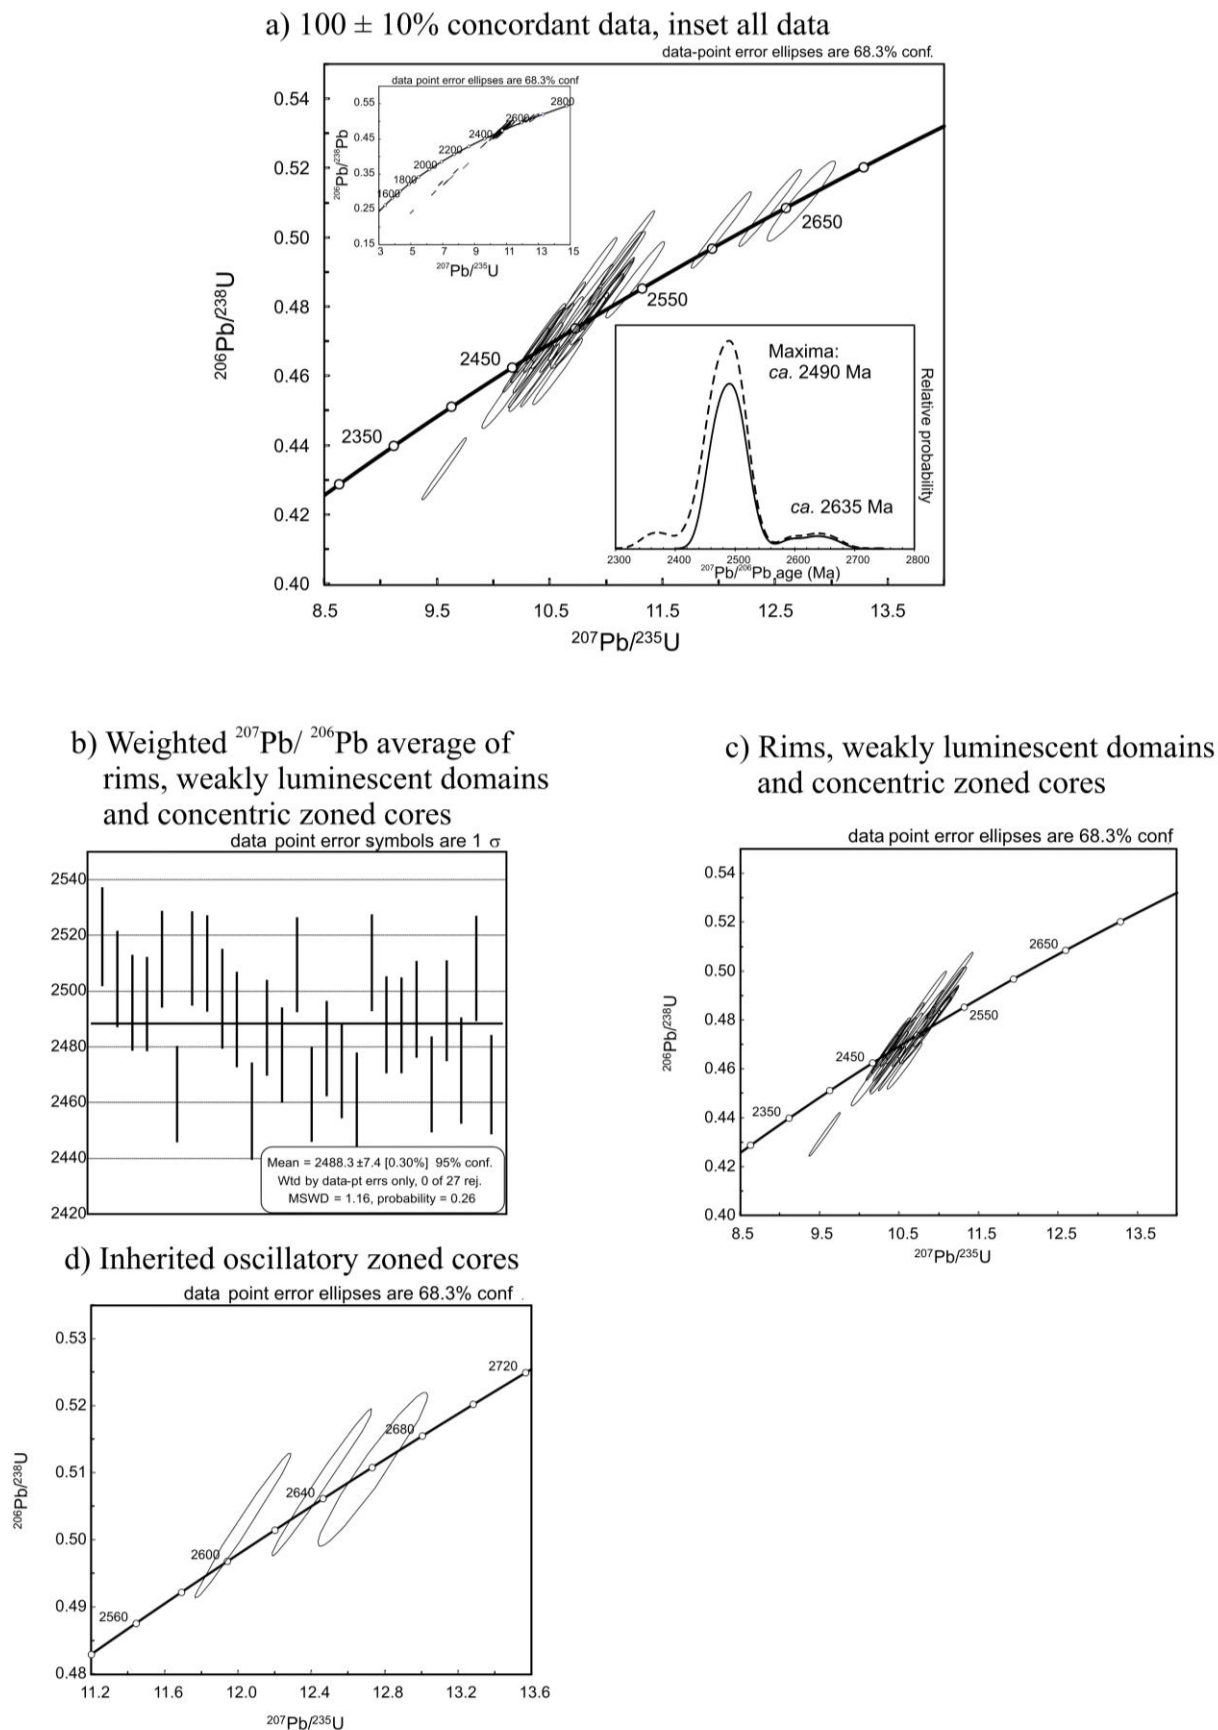 a) 100 ± 10% concordant data, inset all data
data-point error ellipses are 68.3% conf.
data point error ellipses are 68.3% conf
0.54
0.52
0.50
0.48
0.46
0.44
0.42
0.40
206Pb/238U
8.5 9.5 10.5 11.5 12.5 13.5
207Pb/235U
2350
2450
2550
2650
0.55
0.45
0.35
0.25
0.15
206Pb/238Pb
1600
1800
2000
2200
2400
2600
2800
3 5 7 9 11 13 15
207Pb/235U
Maxima:
ca. 2490 Ma
ca. 2635 Ma
Relative probability
2300 2400 2500 2600 2700 2800
207Pb/206Pb age (Ma)
b) Weighted 207Pb/ 206Pb average of
rims, weakly luminescent domains
and concentric zoned cores
data point error symbols are 1 σ
2540
2520
2500
2480
2460
2440
2420
Mean = 2488.3 ±7.4 [0.30%] 95% conf.
Wtd by data-pt errs only, 0 of 27 rej.
MSWD = 1.16, probability = 0.26
c) Rims, weakly luminescent domains
and concentric zoned cores
data point error ellipses are 68.3% conf
0.54
0.52
0.50
0.48
0.46
0.44
0.42
0.40
206Pb/238U
2350
2450
2550
2650
8.5 9.5 10.5 11.5 12.5 13.5
207Pb/235U
d) Inherited oscillatory zoned cores
data point error ellipses are 68.3% conf .
0.53
0.52
0.51
0.50
0.49
0.48
206Pb/238U
2560
2600
2640
2680
2720
11.2 11.6 12.0 12.4 12.8 13.2 13.6
207Pb/235U